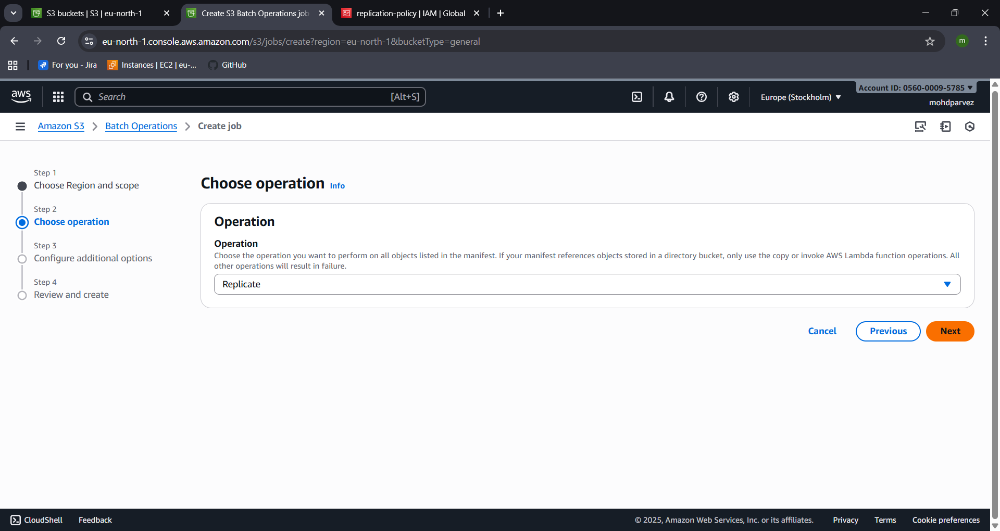 S3 buckets | S3 | eu-north-1
Create S3 Batch Operations job
replication-policy | IAM | Global
eu-north-1.console.aws.amazon.com/s3/jobs/create?region=eu-north-1&bucketType=general
m
For you - Jira
Instances | EC2 | eu-...
GitHub
aws
Search
[Alt+S]
Europe (Stockholm)
Account ID: 0560-0009-5785
mohdparvez
Amazon S3
Batch Operations
Create job
Step 1
Choose Region and scope
Step 2
Choose operation
Step 3
Configure additional options
Step 4
Review and create
Choose operation Info
Operation
Operation
Choose the operation you want to perform on all objects listed in the manifest. If your manifest references objects stored in a directory bucket, only use the copy or invoke AWS Lambda function operations. All
other operations will result in failure.
Replicate
Cancel
Previous
Next
CloudShell
Feedback
© 2025, Amazon Web Services, Inc. or its affiliates.
Privacy
Terms
Cookie preferences